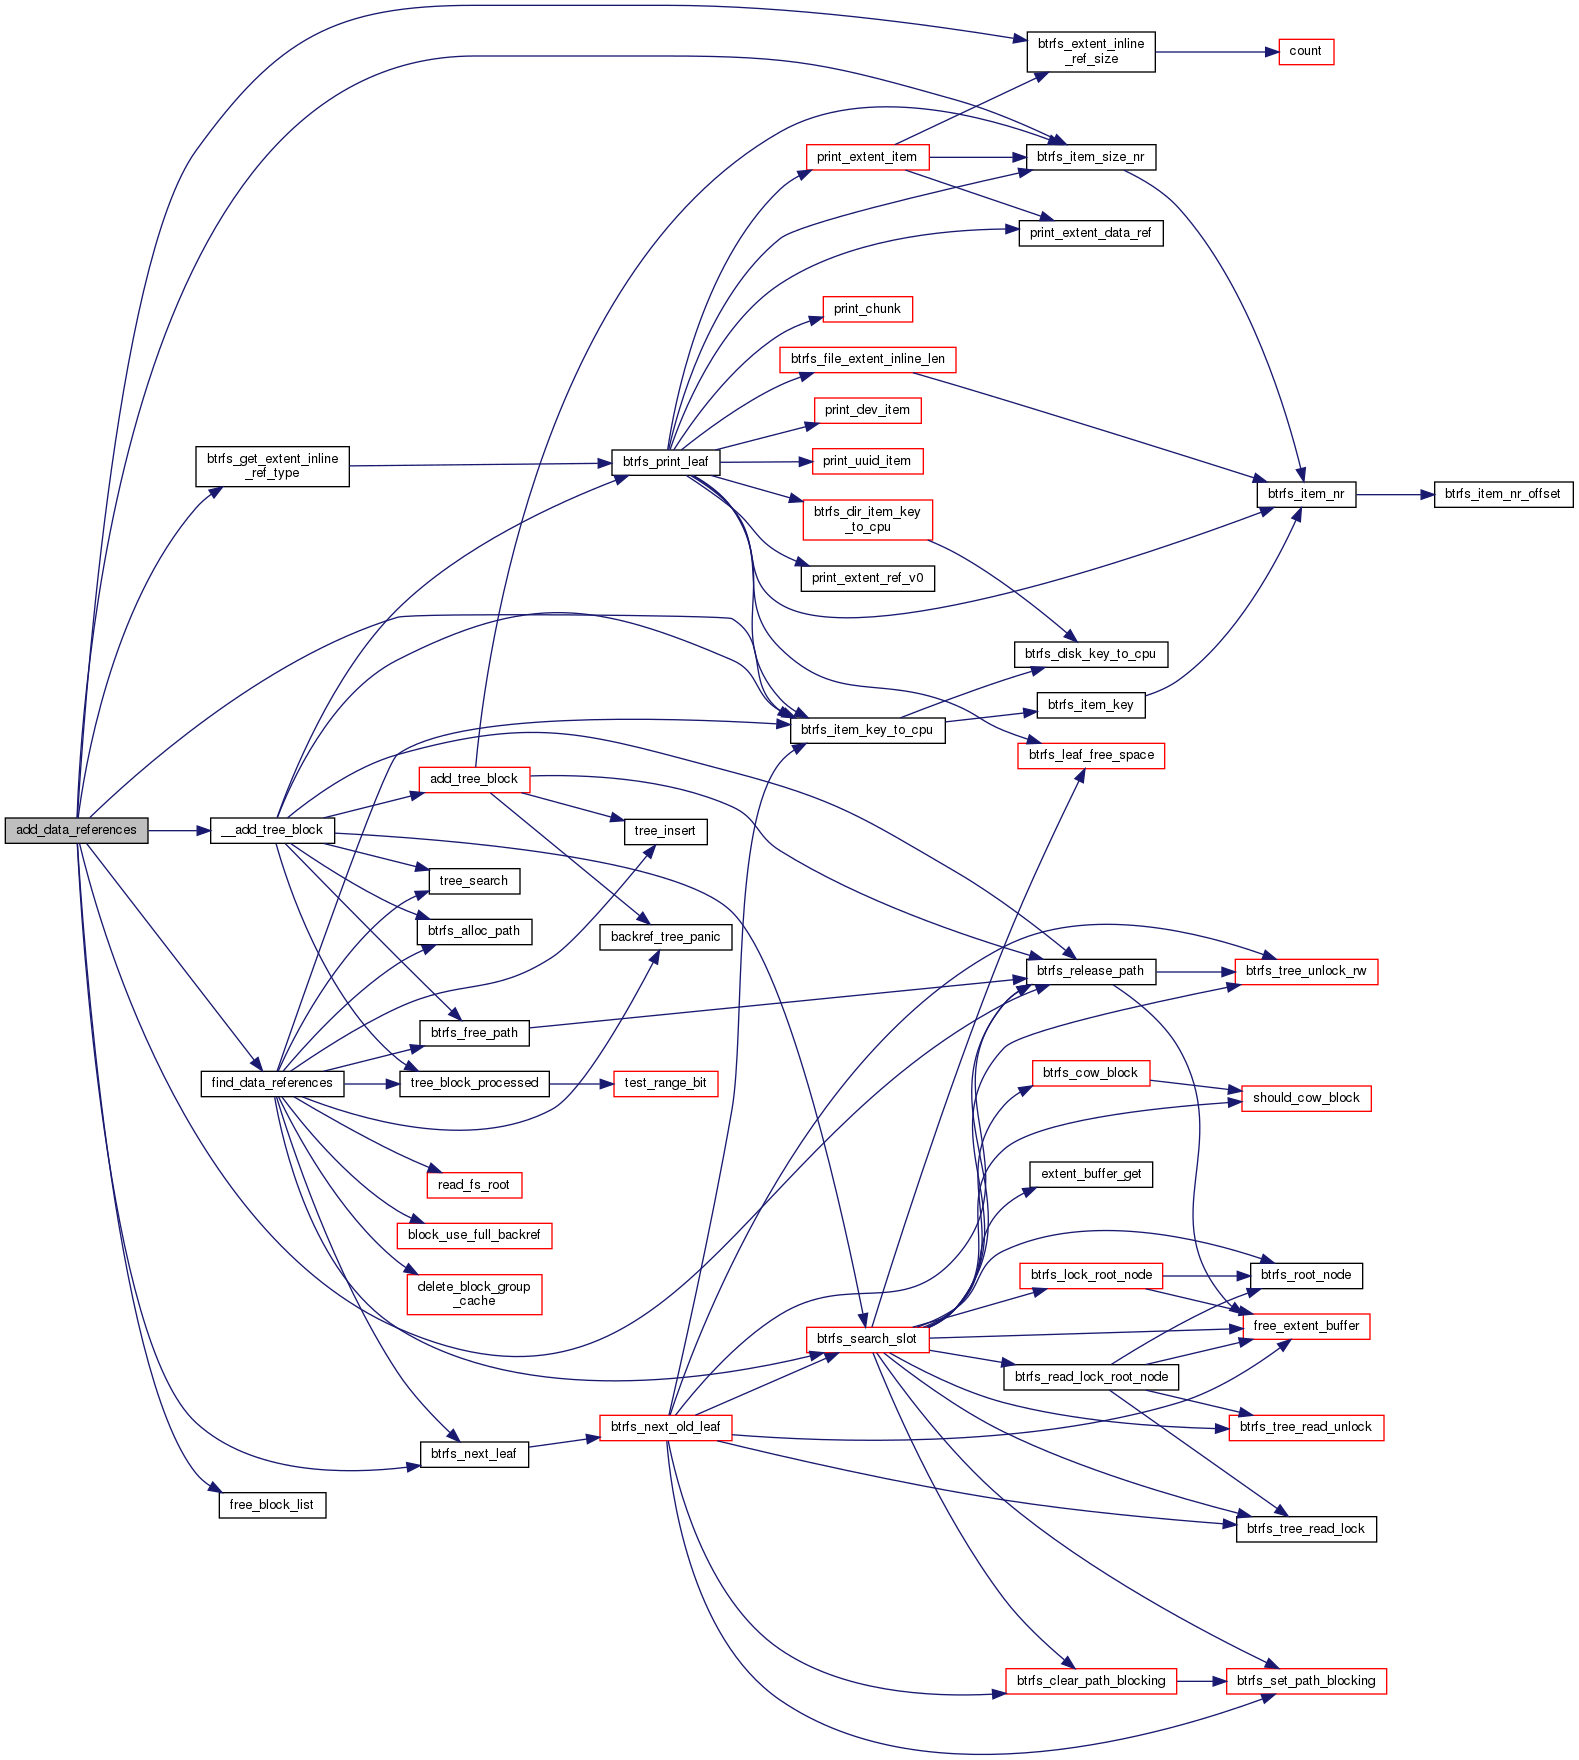 btrfs_extent_inline
_ref_size
count
print_extent_item
btrfs_item_size_nr
print_extent_data_ref
print_chunk
btrfs_file_extent_inline_len
print_dev_item
btrfs_get_extent_inline
_ref_type
btrfs_print_leaf
print_uuid_item
btrfs_item_nr
btrfs_item_nr_offset
btrfs_dir_item_key
_to_cpu
print_extent_ref_v0
btrfs_disk_key_to_cpu
btrfs_item_key
btrfs_item_key_to_cpu
btrfs_leaf_free_space
add_tree_block
add_data_references
__add_tree_block
tree_insert
tree_search
btrfs_alloc_path
backref_tree_panic
btrfs_release_path
btrfs_tree_unlock_rw
btrfs_free_path
find_data_references
tree_block_processed
test_range_bit
btrfs_cow_block
should_cow_block
read_fs_root
extent_buffer_get
block_use_full_backref
delete_block_group
_cache
btrfs_lock_root_node
btrfs_root_node
free_extent_buffer
btrfs_search_slot
btrfs_read_lock_root_node
btrfs_next_old_leaf
btrfs_tree_read_unlock
btrfs_next_leaf
free_block_list
btrfs_tree_read_lock
btrfs_clear_path_blocking
btrfs_set_path_blocking